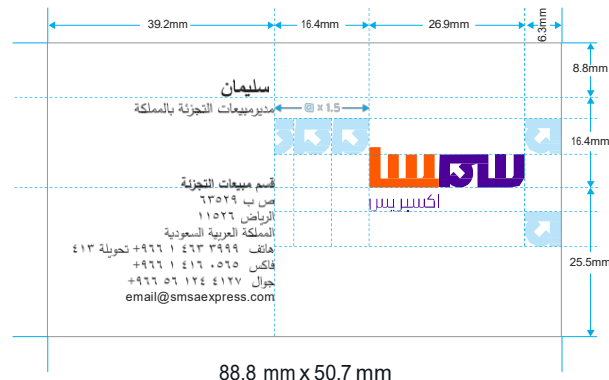 39.2mm 16.4mm 26.9mm 6.3mm
8.8mm
سليمان
مديرمبيعات التجزئة بالمملكة
x 1.5
16.4mm
سمسا
اكسبريس
قسم مبيعات التجزئة
ص ب ٦٣٥٢٩
الرياض ١١٥٢٦
المملكة العربية السعودية
هاتف ٣٩٩٩ ٤٦٣ ١ ٩٦٦+ تحويلة ٤١٣
فاكس ٠٥٦٥ ٤١٦ ١ ٩٦٦+
جوال ٤١٢٧ ١٢٤ ٥٦ ٩٦٦+
email@smsaexpress.com
25.5mm
88.8 mm x 50.7 mm